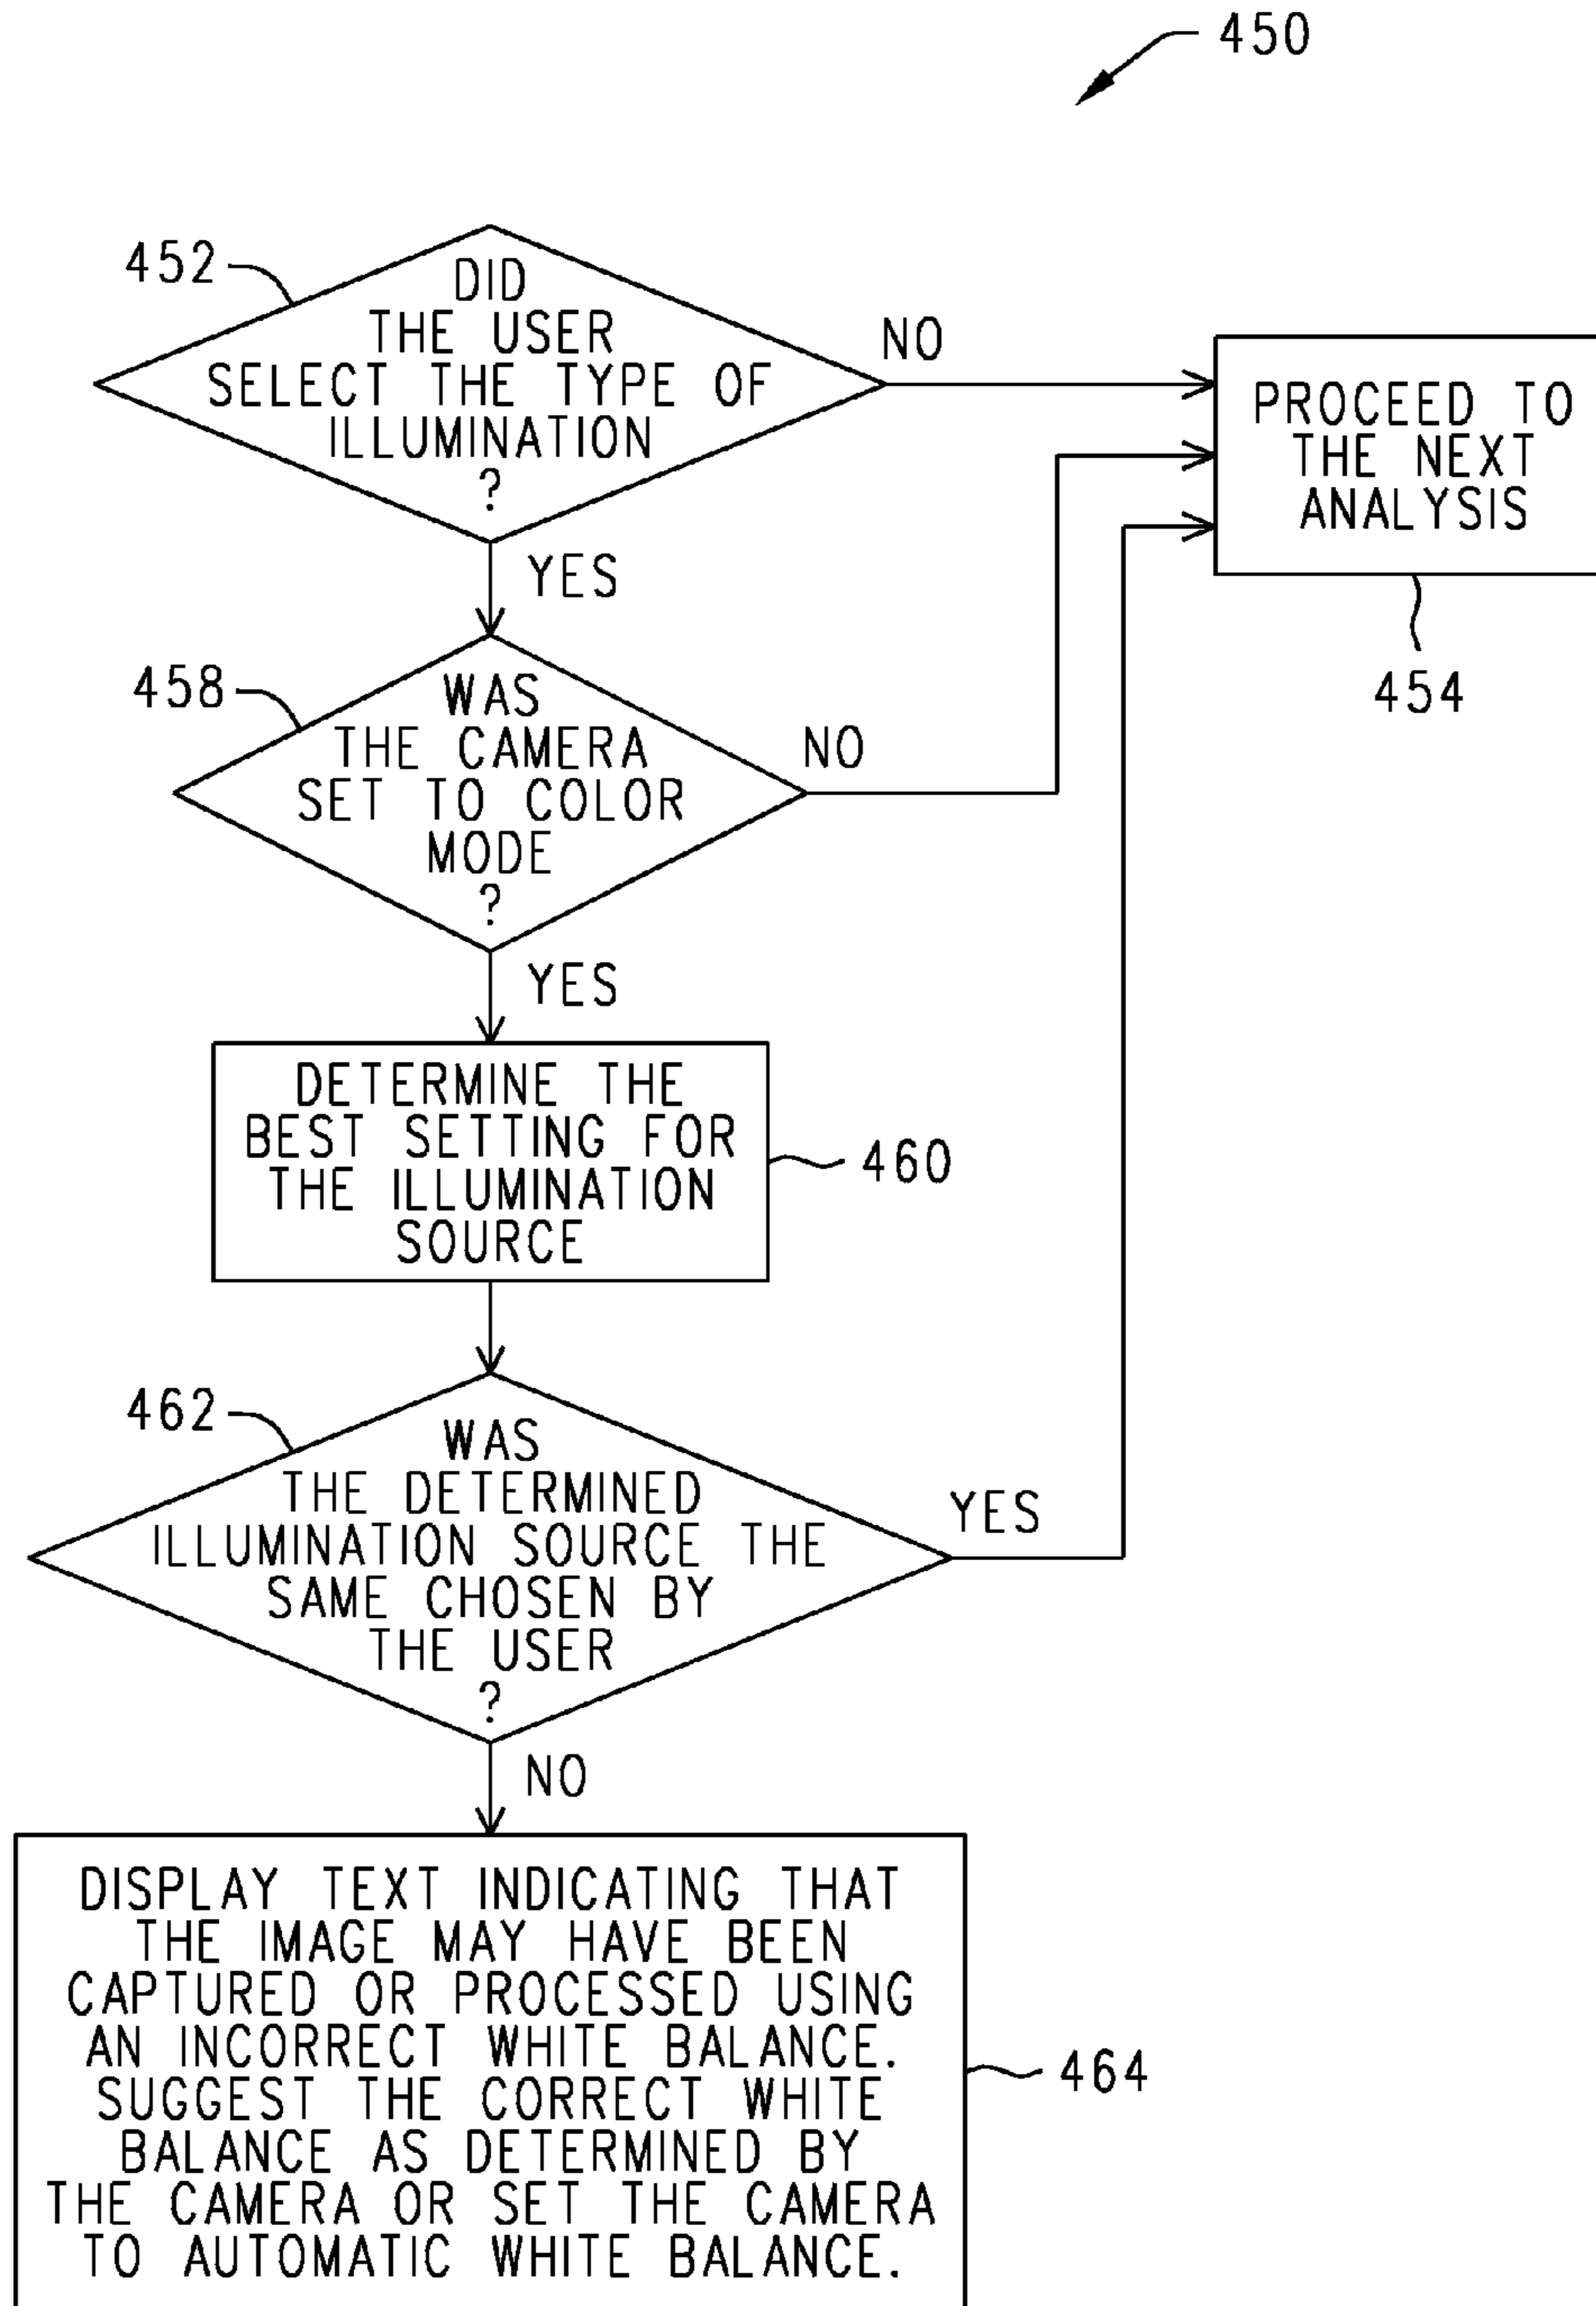 450
452
DID
THE USER
SELECT THE TYPE OF
ILLUMINATION
?
NO
PROCEED TO
THE NEXT
ANALYSIS
454
YES
458
WAS
THE CAMERA
SET TO COLOR
MODE
?
NO
YES
DETERMINE THE
BEST SETTING FOR
THE ILLUMINATION
SOURCE
460
462
WAS
THE DETERMINED
ILLUMINATION SOURCE THE
SAME CHOSEN BY
THE USER
?
YES
NO
DISPLAY TEXT INDICATING THAT
THE IMAGE MAY HAVE BEEN
CAPTURED OR PROCESSED USING
AN INCORRECT WHITE BALANCE.
SUGGEST THE CORRECT WHITE
BALANCE AS DETERMINED BY
THE CAMERA OR SET THE CAMERA
TO AUTOMATIC WHITE BALANCE.
464